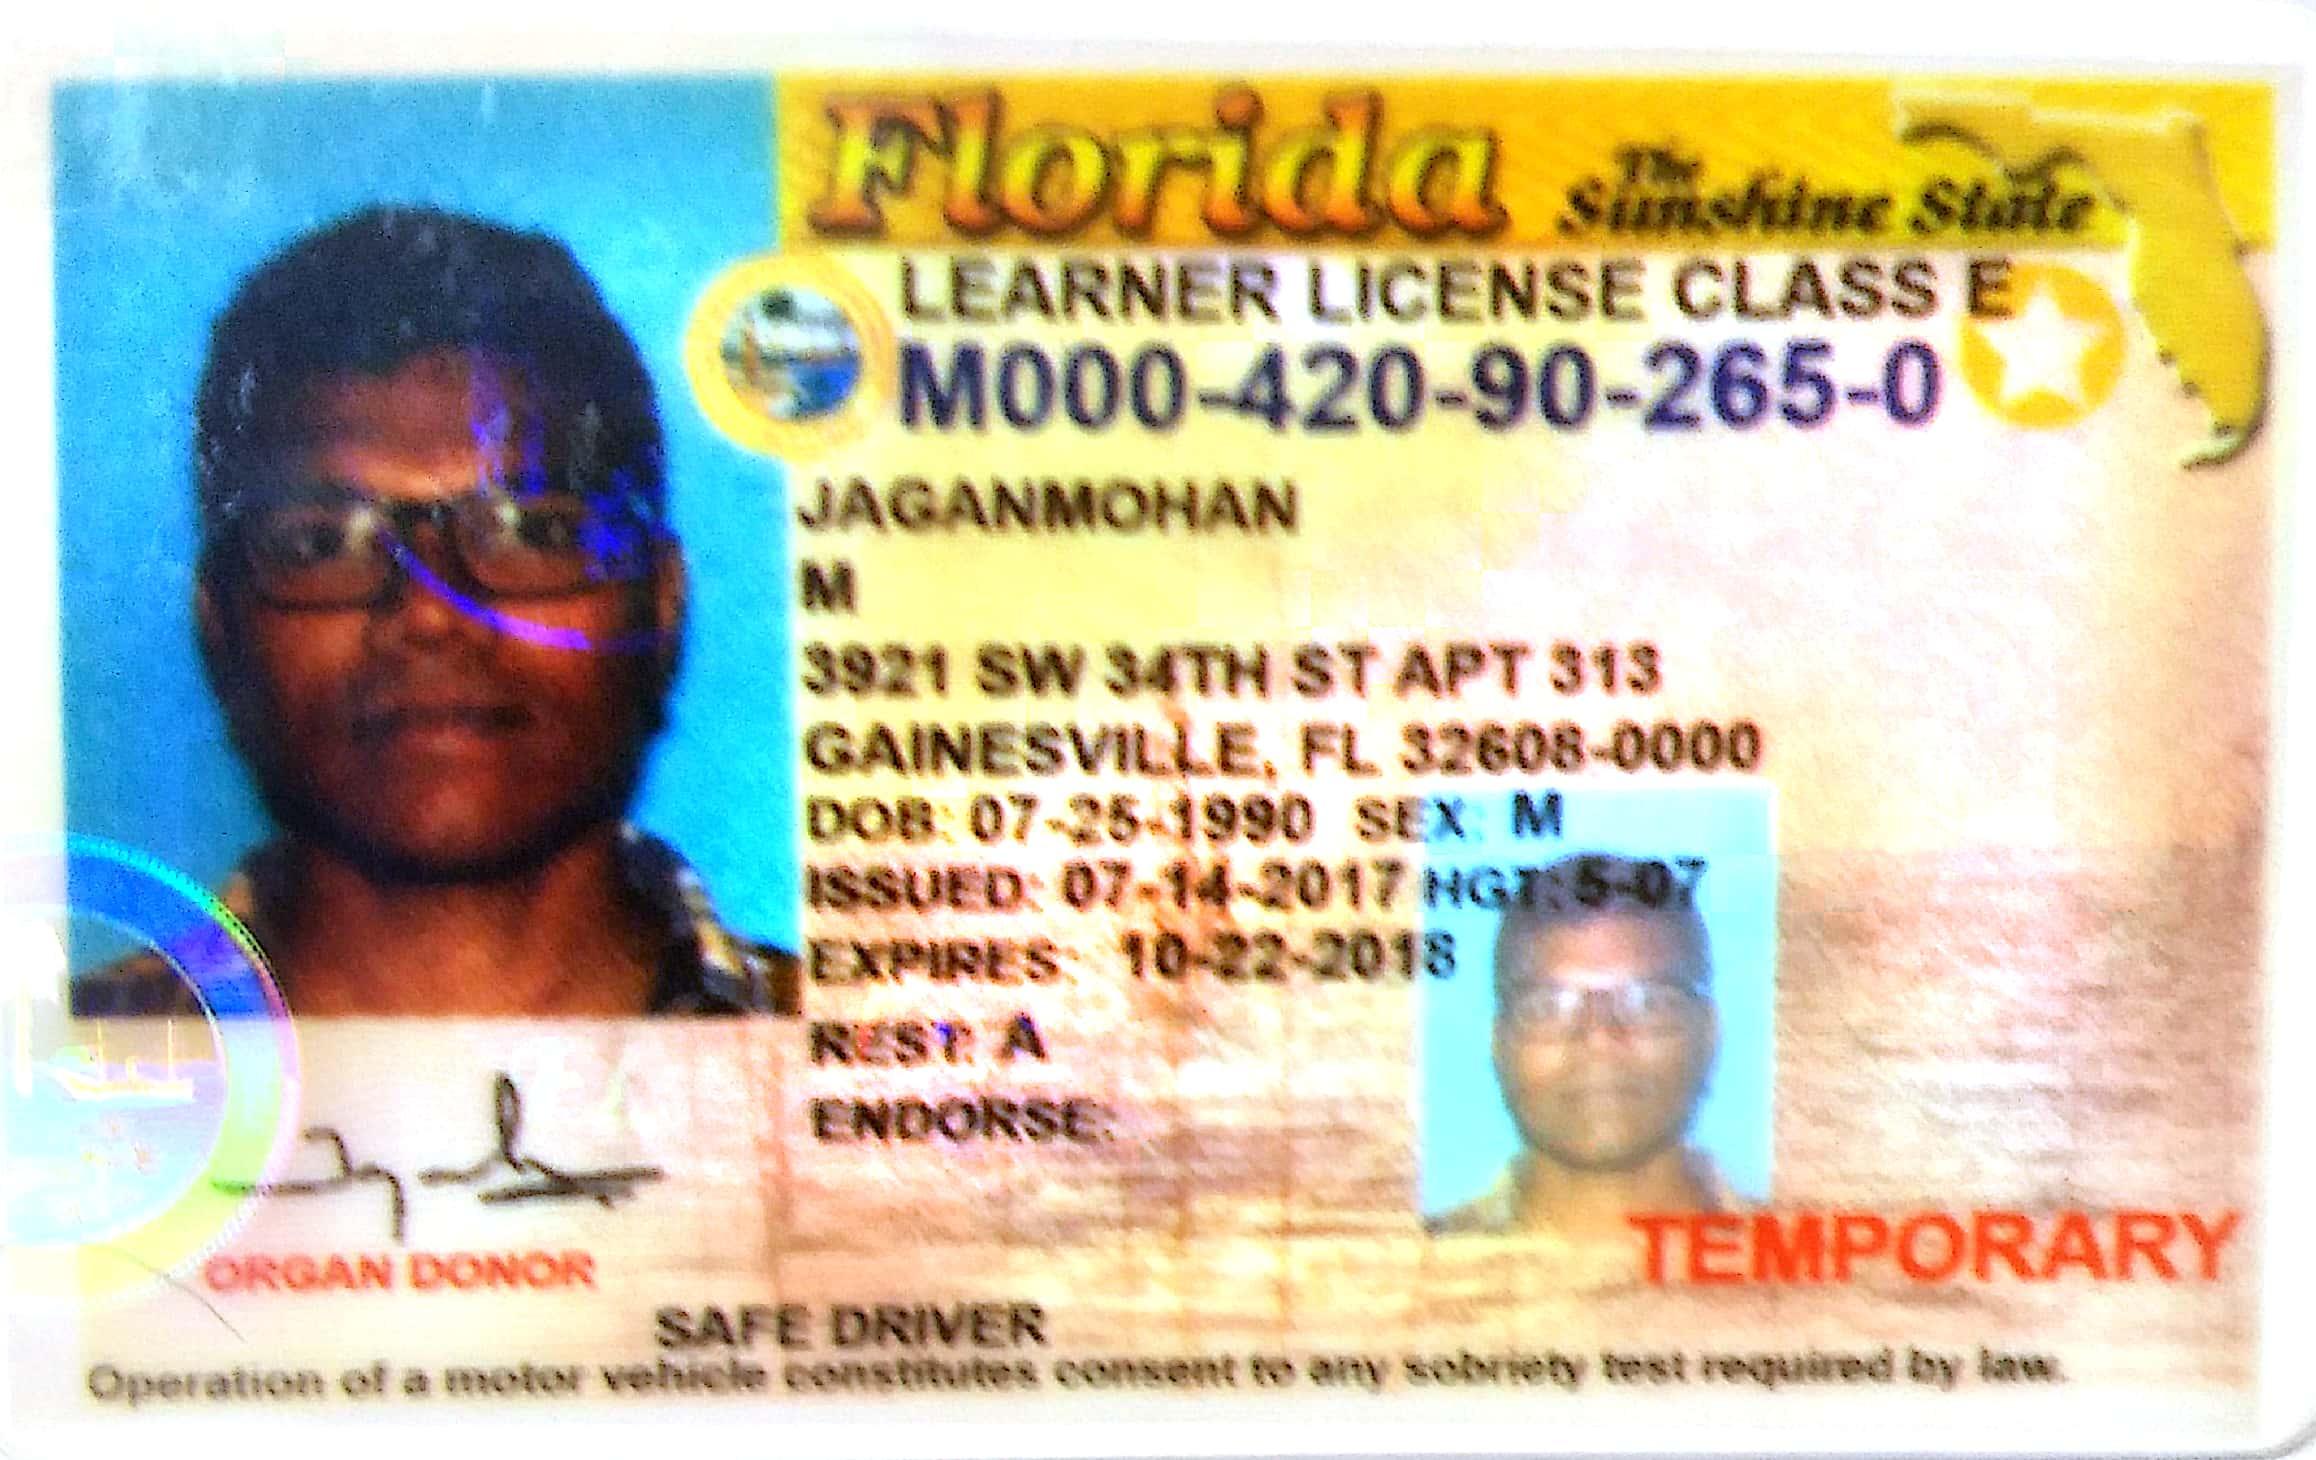 Florida The Sunshine State
LEARNER LICENSE CLASS E
M000-420-90-265-0
JAGANMOHAN
M
3921 SW 34TH ST APT 313
GAINESVILLE, FL 32608-0000
DOB: 07-25-1990 SEX: M
ISSUED: 07-14-2017 HGT: 5-07
EXPIRES: 10-22-2018
REST: A
ENDORSE:
TEMPORARY
ORGAN DONOR
SAFE DRIVER
Operation of a motor vehicle constitutes consent to any sobriety test required by law.